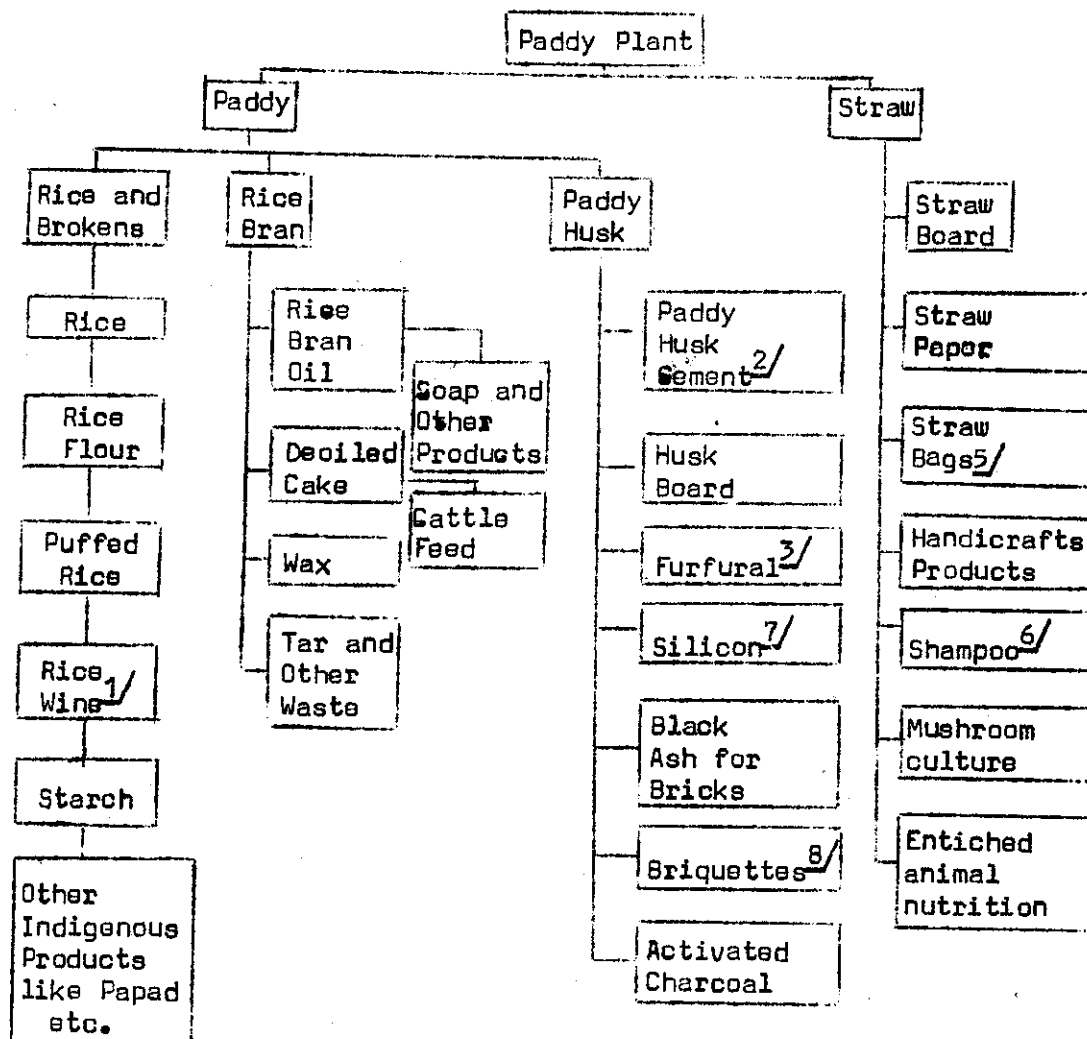 Paddy Plant
Paddy
Straw
Rice and
Brokens
Rice
Bran
Paddy
Husk
Straw
Board
Rice
Rice
Flour
Puffed
Rice
Rice
Wine 1/
Starch
Other
Indigenous
Products
like Papad
etc.
Rice
Bran
Oil
Soap and
Other
Products
Deoiled
Cake
Cattle
Feed
Wax
Tar and
Other
Waste
Paddy
Husk
Cement 2/
Husk
Board
Furfural 3/
Silicon 7/
Black
Ash for
Bricks
Briquettes 8/
Activated
Charcoal
Straw
Paper
Straw
Bags 5/
Handicrafts
Products
Shampoo 6/
Mushroom
culture
Entiched
animal
nutrition